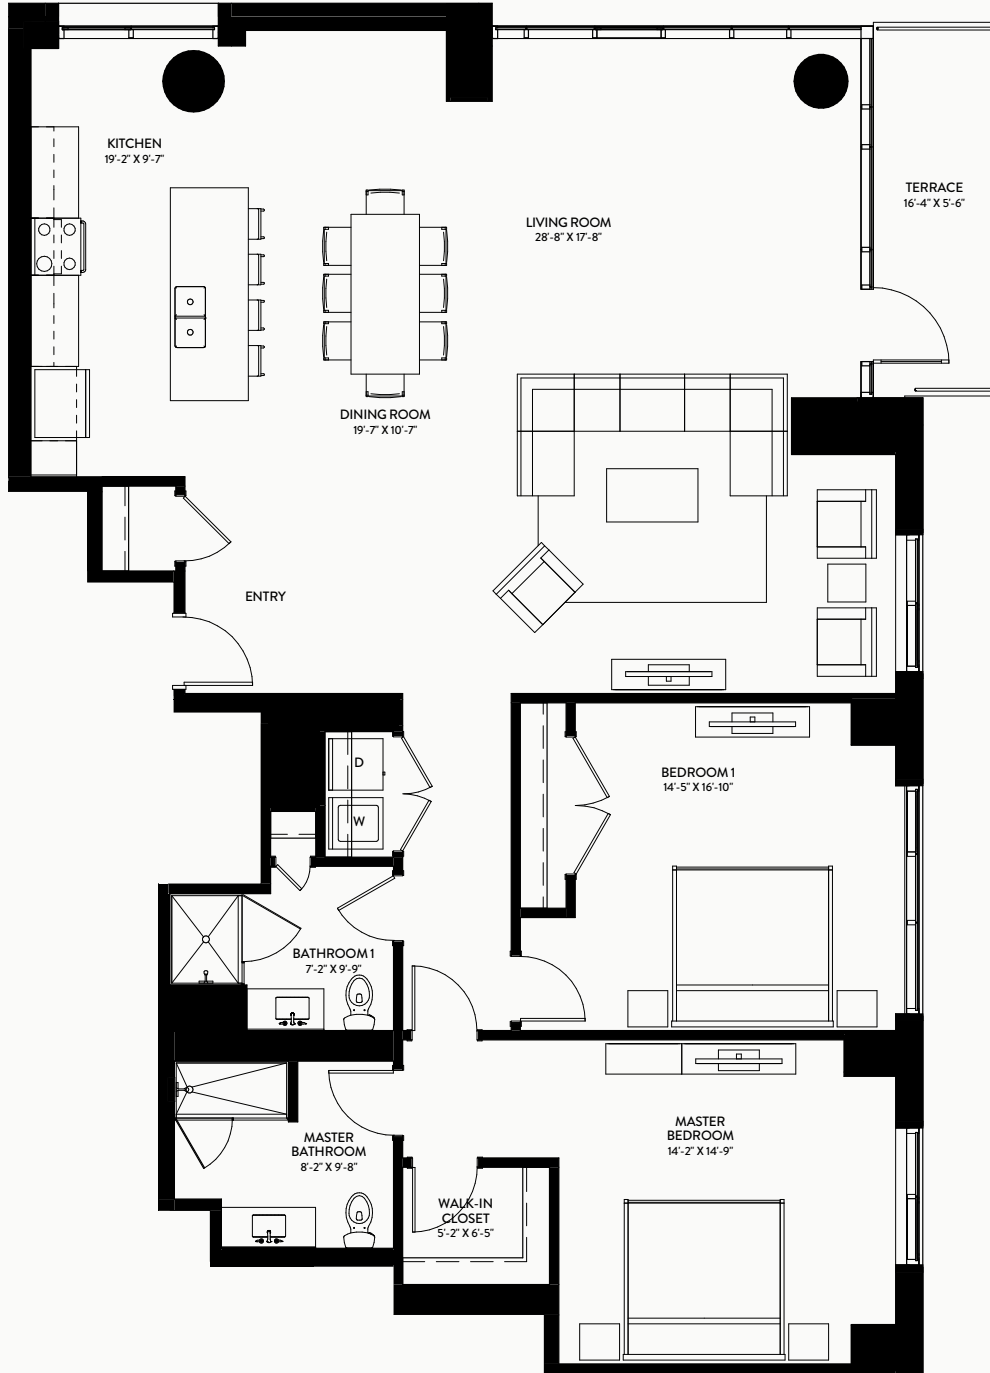 KITCHEN
19'-2" X 9'-7"
TERRACE
16'-4" X 5'-6"
LIVING ROOM
28'-8" X 17'-8"
DINING ROOM
19'-7" X 10'-7"
ENTRY
D
W
BEDROOM 1
14'-5" X 16'-10"
BATHROOM 1
7'-2" X 9'-9"
MASTER
BEDROOM
14'-2" X 14'-9"
MASTER
BATHROOM
8'-2" X 9'-8"
WALK-IN
CLOSET
5'-2" X 6'-5"